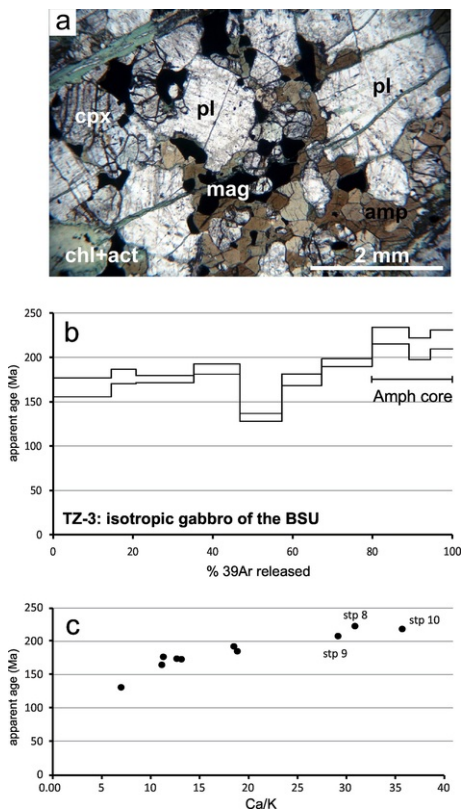 a
cpx
pl
pl
mag
amp
chl+act
2 mm
b
apparent age (Ma)
250
200
150
100
50
0
Amph core
TZ-3: isotropic gabbro of the BSU
0 20 40 60 80 100
% 39Ar released
c
apparent age (Ma)
250
200
150
100
50
0
stp 8
stp 9
stp 10
0.00 5 10 15 20 25 30 35 40
Ca/K